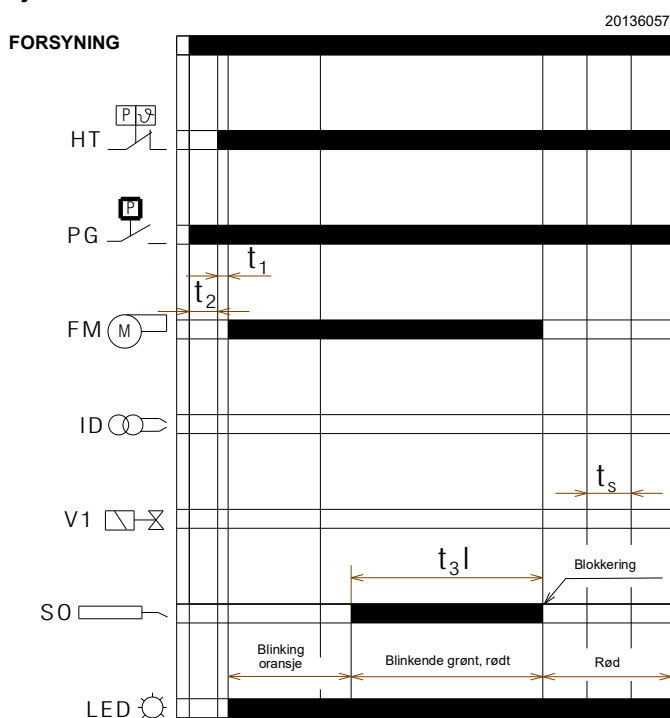 20136057
FORSYNING
P ϑ
HT
P
PG
t1
t2
FM M
ID
ts
V1
t3l
Blokkering
SO
Blinking
oransje
Blinkende grønt, rødt
Rød
LED